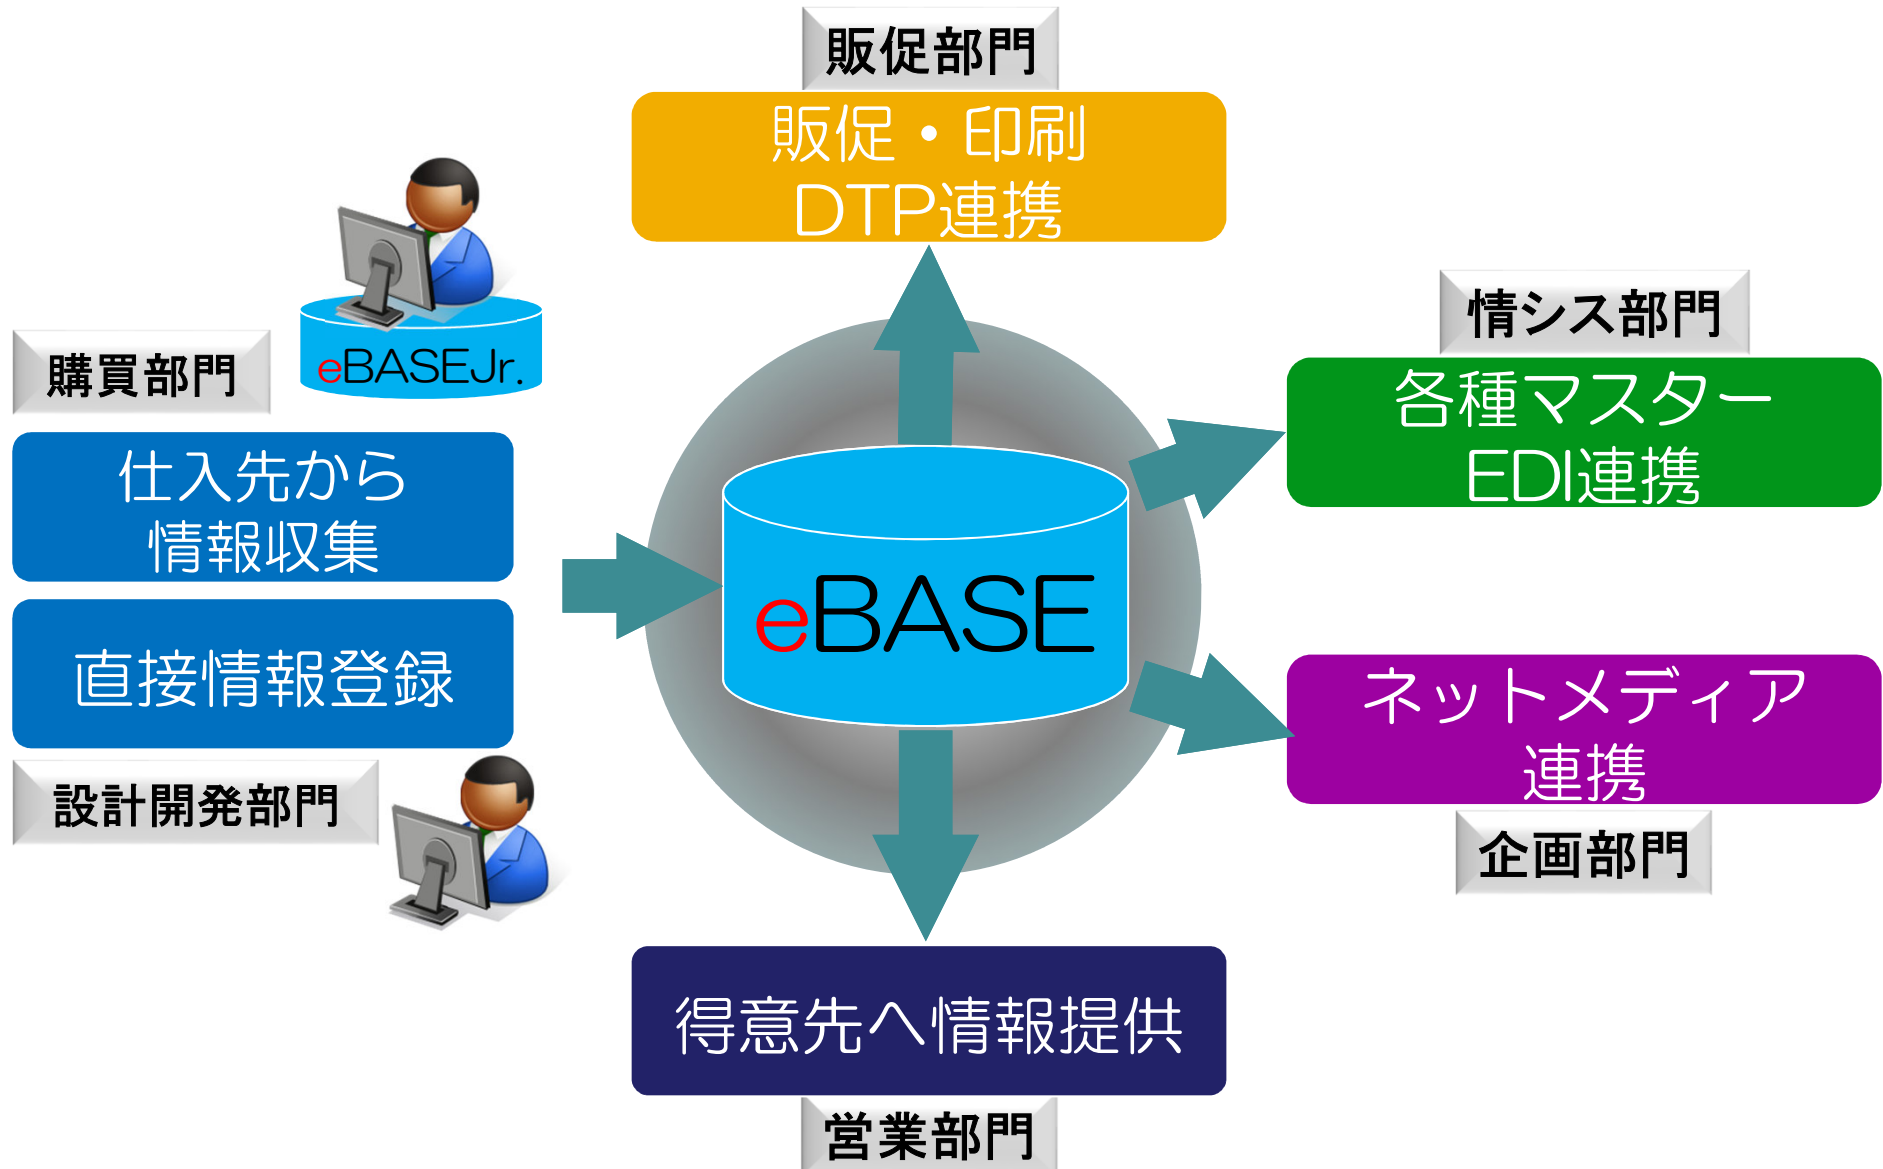 販促部門
販促・印刷
DTP連携
eBASEJr.
購買部門
仕入先から
情報収集
直接情報登録
設計開発部門
eBASE
情シス部門
各種マスター
EDI連携
ネットメディア
連携
企画部門
得意先へ情報提供
営業部門